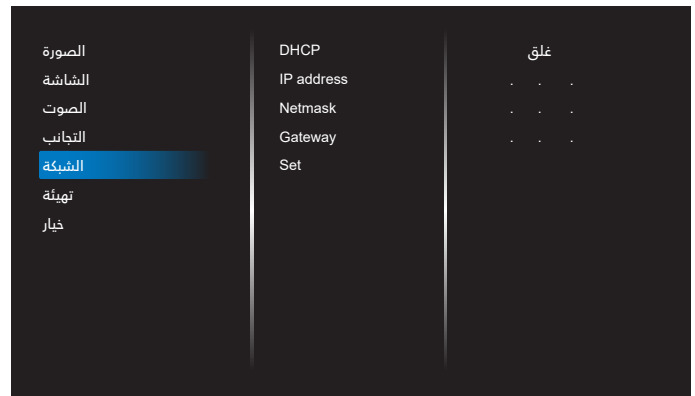 الصورة
الشاشة
الصوت
التجانب
الشبكة
تهيئة
خيار
DHCP
IP address
Netmask
Gateway
Set
غلق
. . .
. . .
. . .